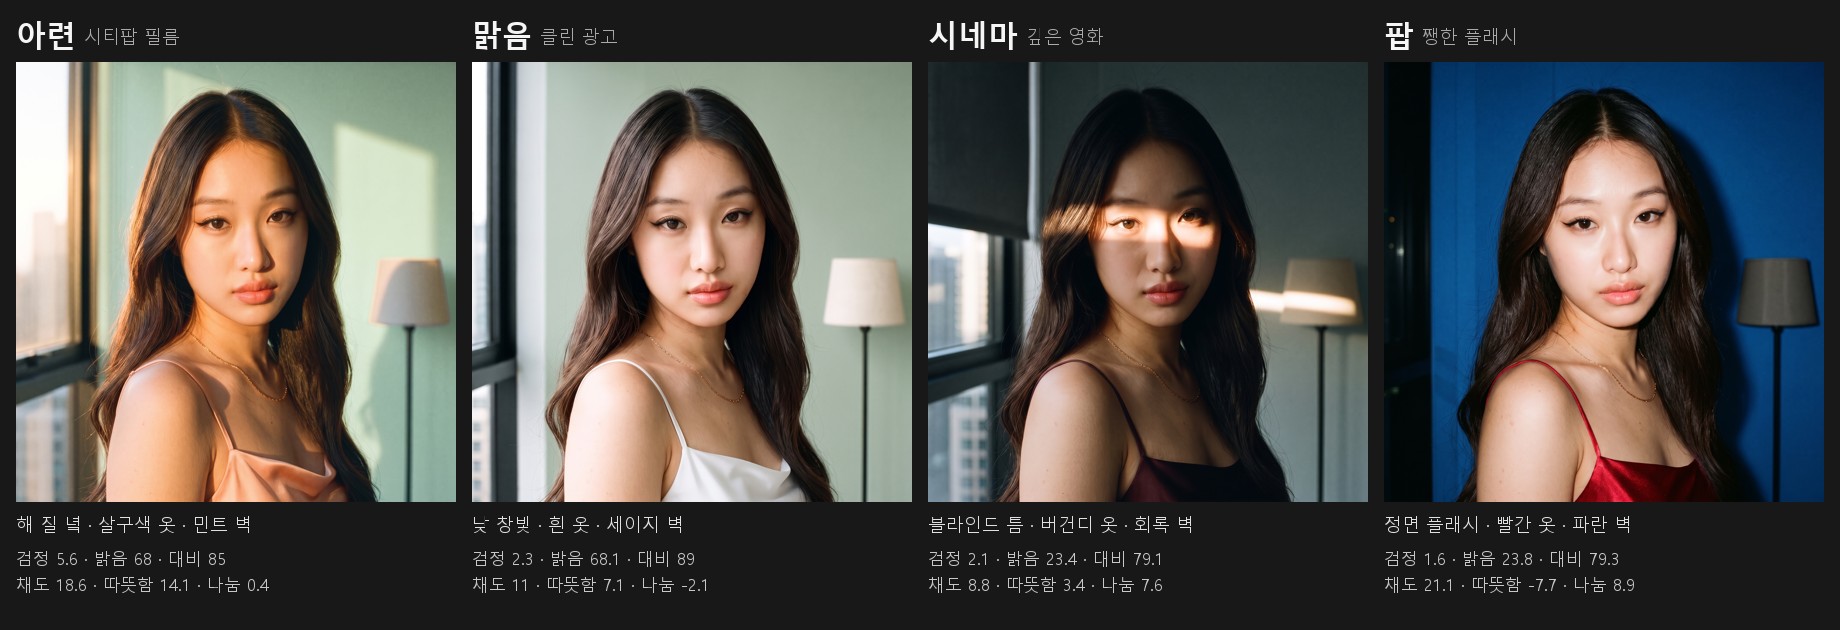 아련 시티팝 필름
맑음 클린 광고
시네마 깊은 영화
팝 쨍한 플래시
해 질 녘 · 살구색 옷 · 민트 벽
검정 5.6 · 밝음 68 · 대비 85
채도 18.6 · 따뜻함 14.1 · 나눔 0.4
낮 창빛 · 흰 옷 · 세이지 벽
검정 2.3 · 밝음 68.1 · 대비 89
채도 11 · 따뜻함 7.1 · 나눔 -2.1
블라인드 틈 · 버건디 옷 · 회록 벽
검정 2.1 · 밝음 23.4 · 대비 79.1
채도 8.8 · 따뜻함 3.4 · 나눔 7.6
정면 플래시 · 빨간 옷 · 파란 벽
검정 1.6 · 밝음 23.8 · 대비 79.3
채도 21.1 · 따뜻함 -7.7 · 나눔 8.9